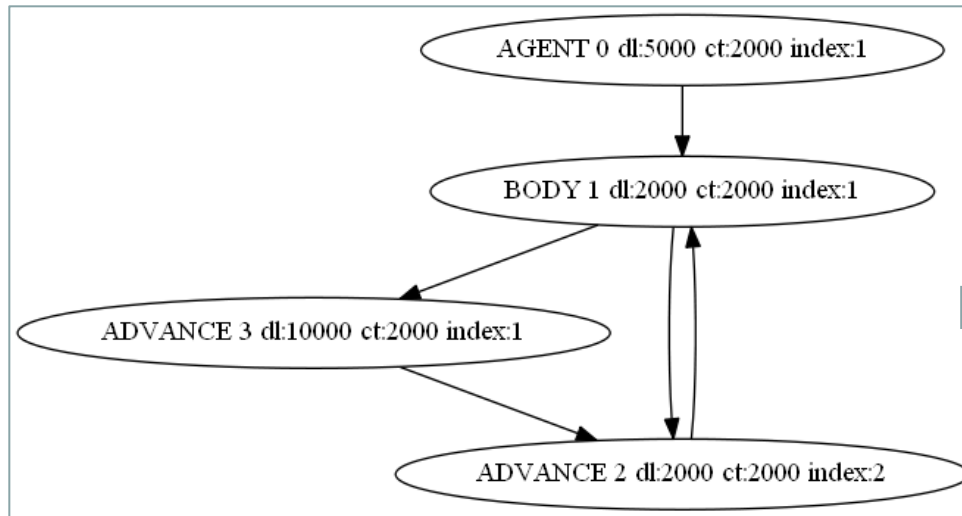 AGENT 0 dl:5000 ct:2000 index:1
BODY 1 dl:2000 ct:2000 index:1
ADVANCE 3 dl:10000 ct:2000 index:1
ADVANCE 2 dl:2000 ct:2000 index:2